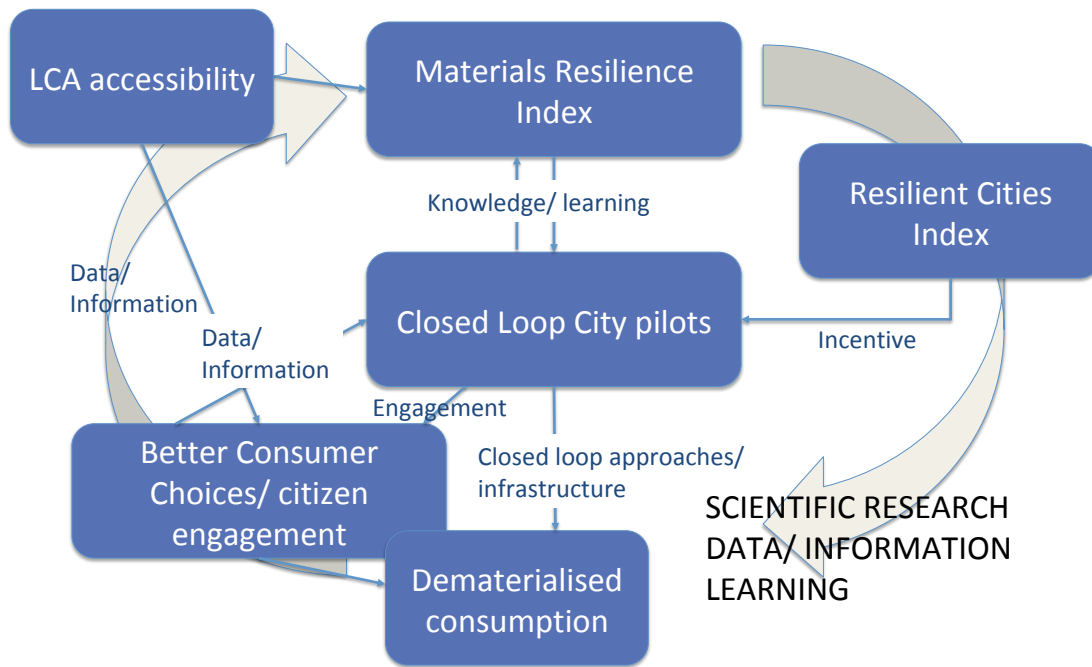 LCA accessibility
Materials Resilience
Index
Resilient Cities
Index
Knowledge/ learning
Data/
Information
Closed Loop City pilots
Data/
Information
Incentive
Engagement
Better Consumer
Choices/ citizen
engagement
Closed loop approaches/
infrastructure
SCIENTIFIC RESEARCH
DATA/ INFORMATION
LEARNING
Dematerialised
consumption